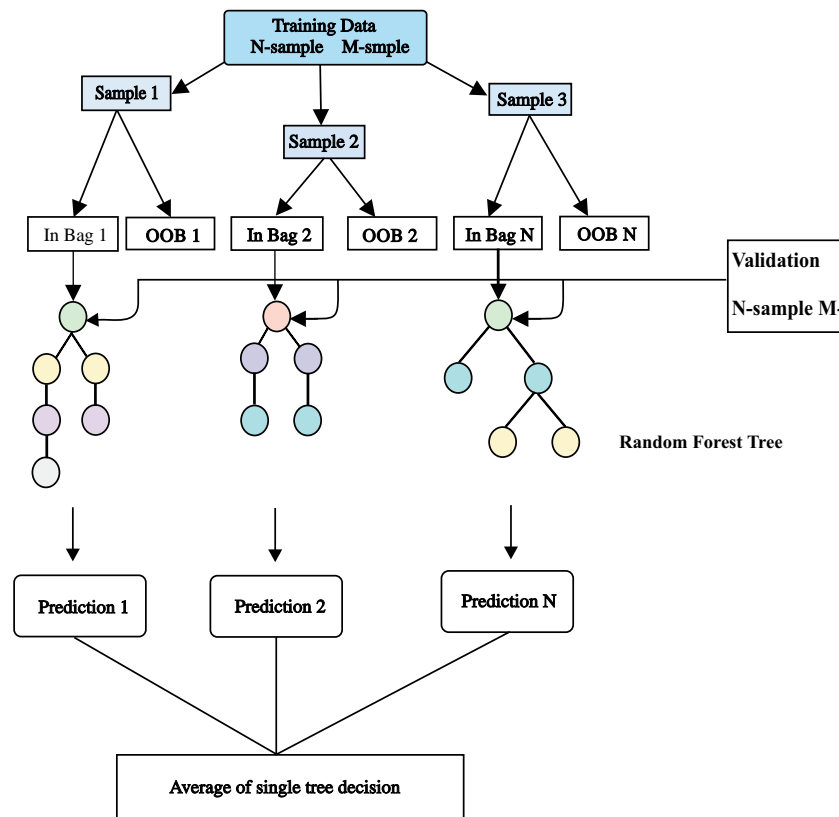 Training Data
N-sample M-smple
Sample 1
Sample 2
Sample 3
In Bag 1
OOB 1
In Bag 2
OOB 2
In Bag N
OOB N
Validation
N-sample M-
Random Forest Tree
Prediction 1
Prediction 2
Prediction N
Average of single tree decision